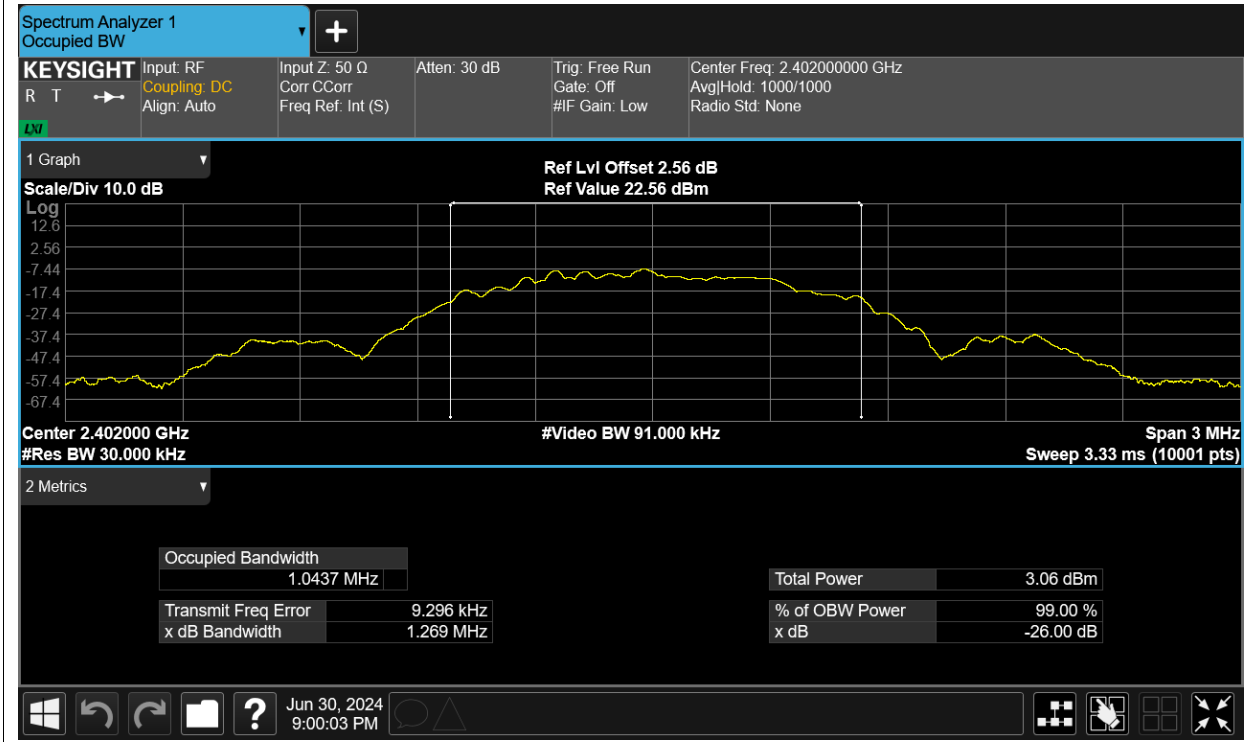 Spectrum Analyzer 1
Occupied BW
KEYSIGHT
R T
LXI
Input: RF
Coupling: DC
Align: Auto
Input Z: 50 Ω
Corr CCorr
Freq Ref: Int (S)
Atten: 30 dB
Trig: Free Run
Gate: Off
#IF Gain: Low
Center Freq: 2.402000000 GHz
Avg|Hold: 1000/1000
Radio Std: None
1 Graph
Scale/Div 10.0 dB
Ref Lvl Offset 2.56 dB
Ref Value 22.56 dBm
Log
12.6
2.56
-7.44
-17.4
-27.4
-37.4
-47.4
-57.4
-67.4
Center 2.402000 GHz
#Video BW 91.000 kHz
Span 3 MHz
#Res BW 30.000 kHz
Sweep 3.33 ms (10001 pts)
2 Metrics
Occupied Bandwidth
1.0437 MHz
Total Power 3.06 dBm
Transmit Freq Error 9.296 kHz
% of OBW Power 99.00 %
x dB Bandwidth 1.269 MHz
x dB -26.00 dB
?
Jun 30, 2024
9:00:03 PM